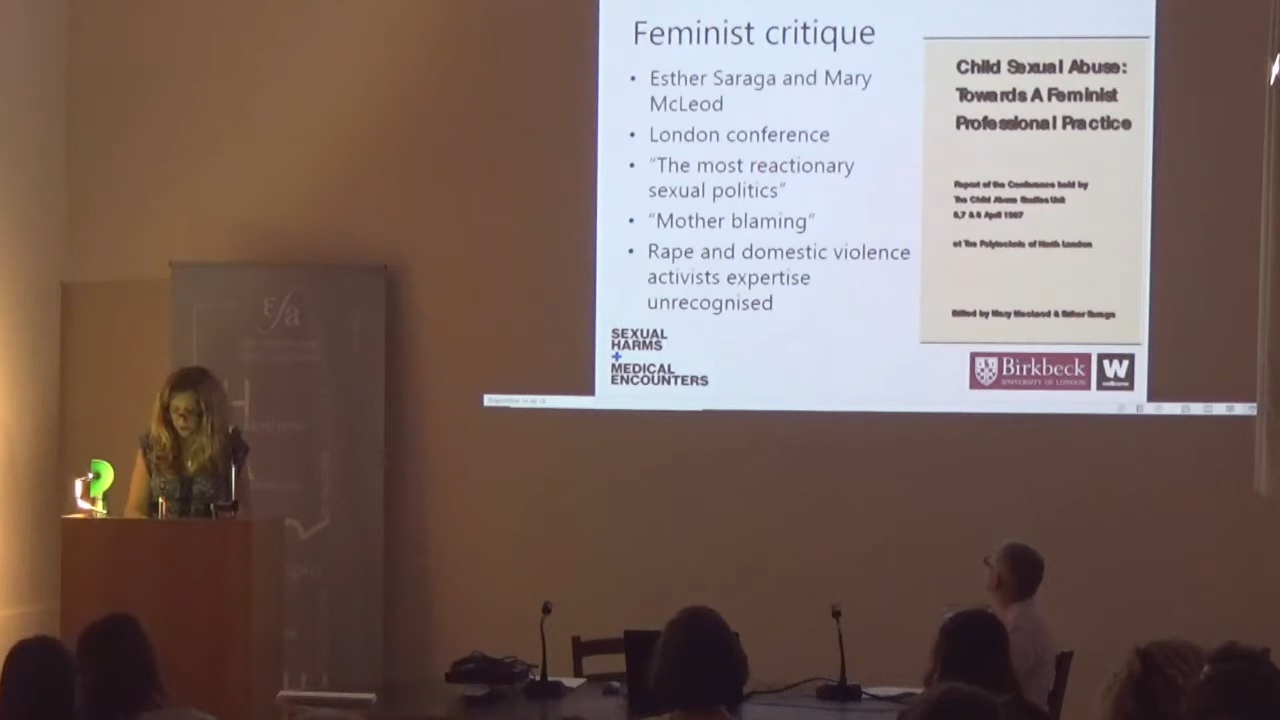 Feminist critique
• Esther Saraga and Mary
McLeod
• London conference
• “The most reactionary
sexual politics”
• “Mother blaming”
• Rape and domestic violence
activists expertise
unrecognised
SEXUAL
HARMS
+
MEDICAL
ENCOUNTERS
Child Sexual Abuse:
Towards A Feminist
Professional Practice
Report of the Conference held by
The Child Abuse Studies Unit
6,7 & 8 April 1987
at The Polytechnic of North London
Edited by Mary Macleod & Esther Saraga
Birkbeck
UNIVERSITY OF LONDON
W
wellcome
εfa